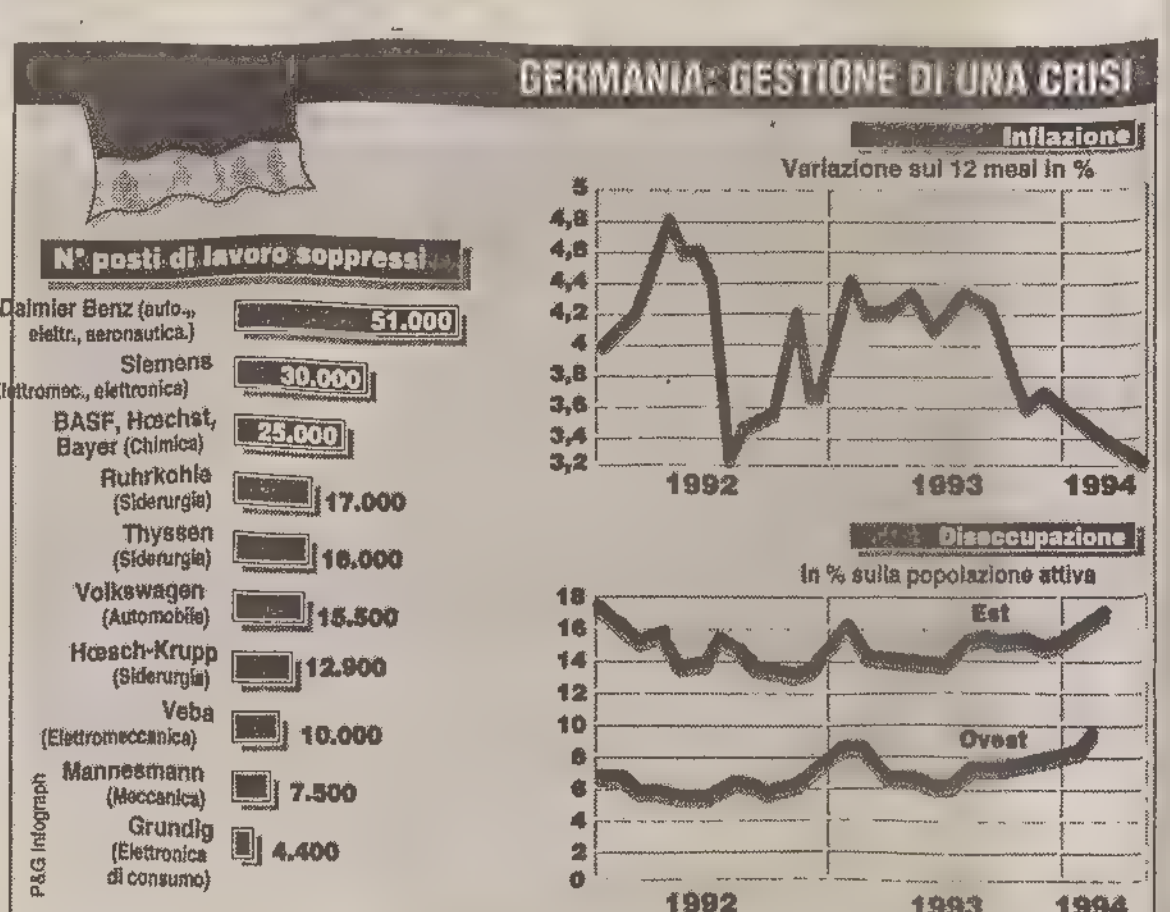 GERMANIA: GESTIONE DI UNA CRISI
N° posti di lavoro soppressi
Daimler Benz (auto.,
elettr., aeronautica.)
51.000
Siemens
elettromec., elettronica)
30.000
BASF, Hœchst,
Bayer (Chimica)
25.000
Ruhrkohle
(Siderurgia)
17.000
Thyssen
(Siderurgia)
16.000
Volkswagen
(Automobile)
15.500
Hœsch-Krupp
(Siderurgia)
12.900
Veba
(Elettromeccanica)
10.000
Mannesmann
(Meccanica)
7.500
Grundig
(Elettronica
di consumo)
4.400
P&G Infograph
Inflazione
Variazione sui 12 mesi in %
5
4,8
4,6
4,4
4,2
4
3,8
3,6
3,4
3,2
1992 1993 1994
Disoccupazione
in % sulla popolazione attiva
18
16
14
12
10
8
6
4
2
0
Est
Ovest
1992 1993 1994